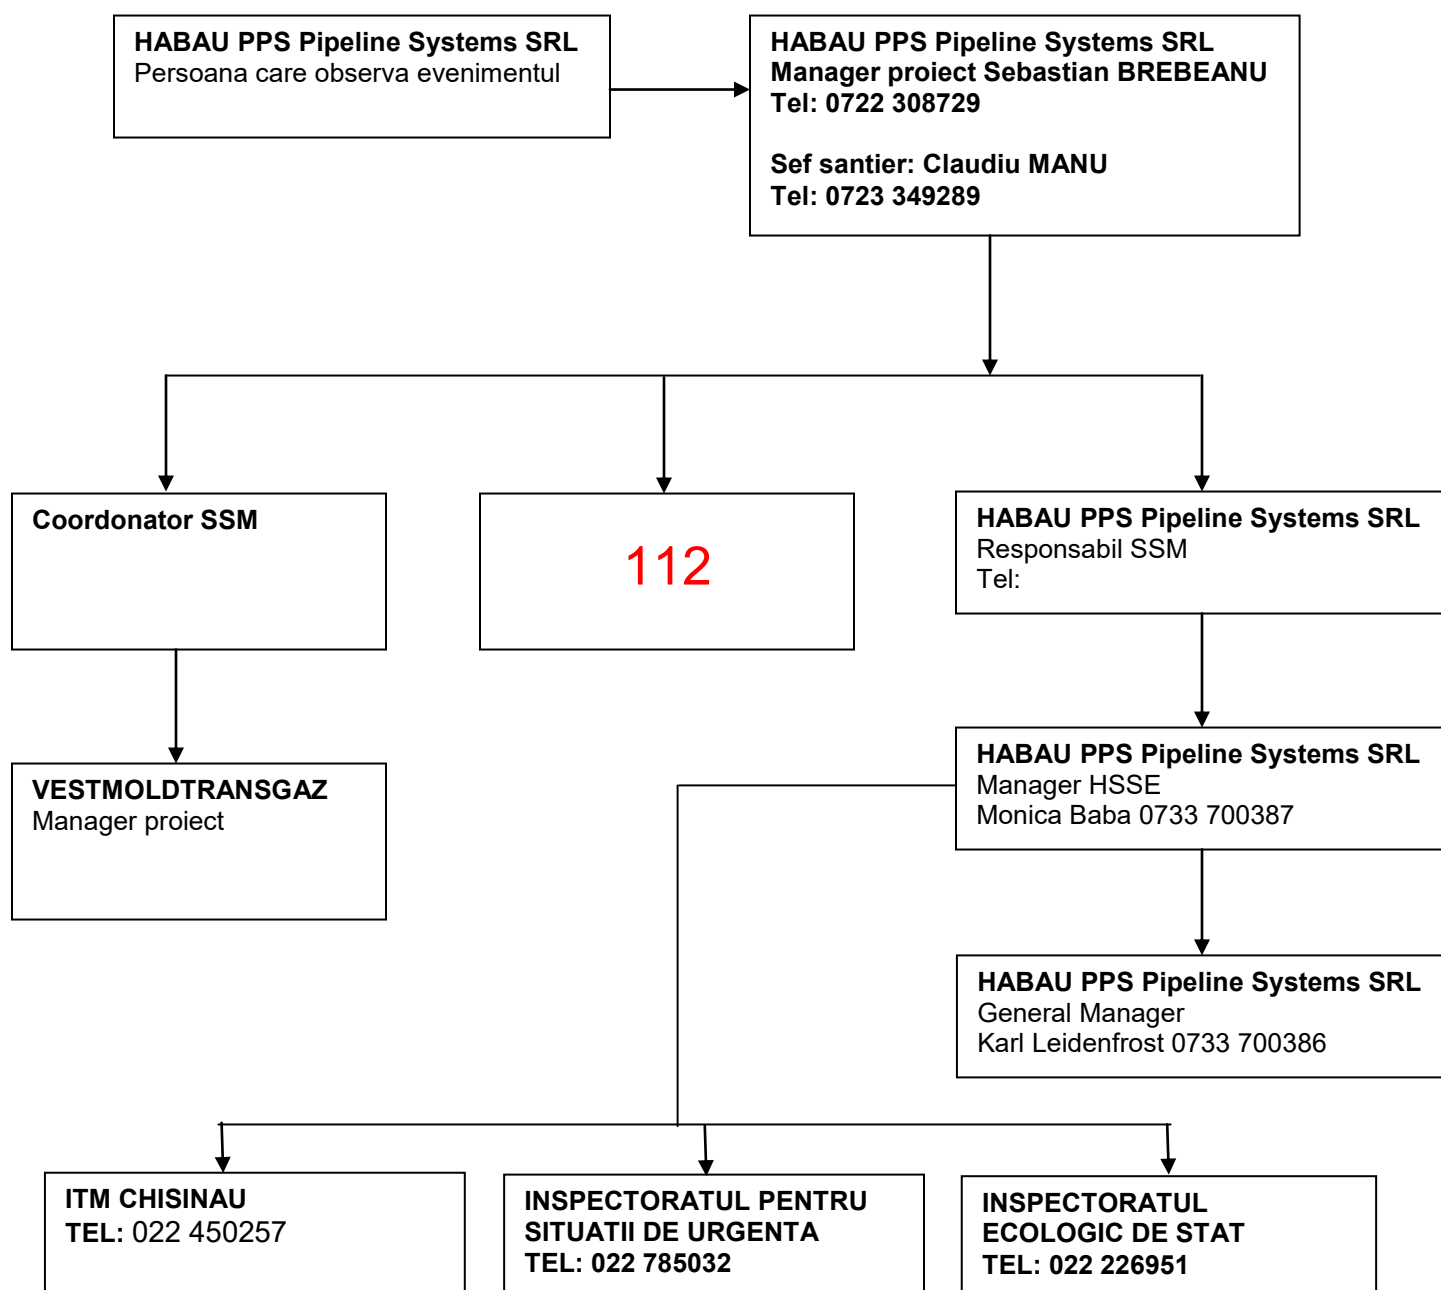 HABAU PPS Pipeline Systems SRL
Persoana care observa evenimentul
HABAU PPS Pipeline Systems SRL
Manager proiect Sebastian BREBEANU
Tel: 0722 308729
Sef santier: Claudiu MANU
Tel: 0723 349289
Coordonator SSM
112
HABAU PPS Pipeline Systems SRL
Responsabil SSM
Tel:
VESTMOLDTRANSGAZ
Manager proiect
HABAU PPS Pipeline Systems SRL
Manager HSSE
Monica Baba 0733 700387
HABAU PPS Pipeline Systems SRL
General Manager
Karl Leidenfrost 0733 700386
ITM CHISINAU
TEL: 022 450257
INSPECTORATUL PENTRU
SITUATII DE URGENTA
TEL: 022 785032
INSPECTORATUL
ECOLOGIC DE STAT
TEL: 022 226951